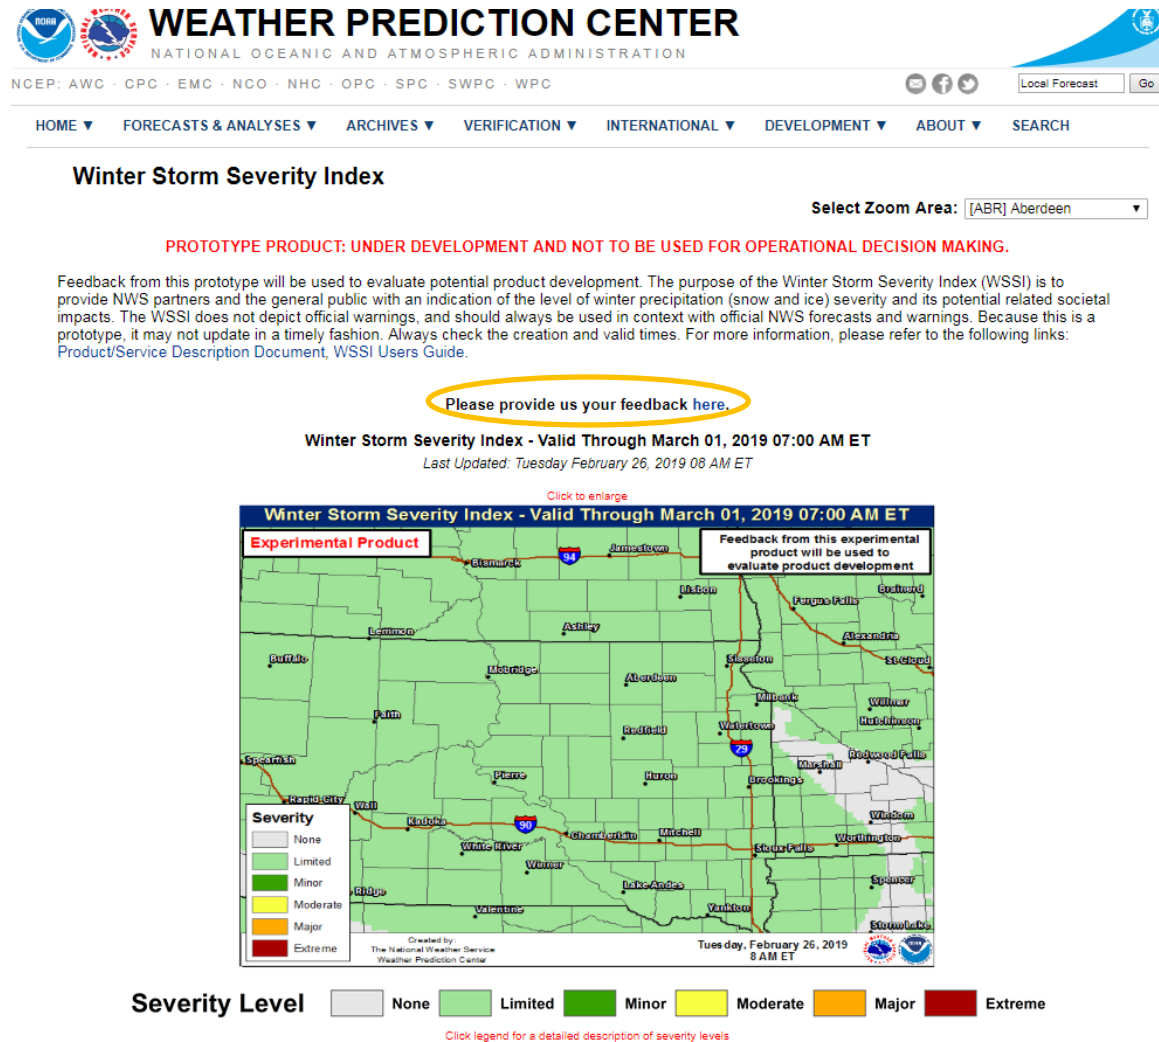 NOAA
WEATHER PREDICTION CENTER
NATIONAL OCEANIC AND ATMOSPHERIC ADMINISTRATION
NCEP: AWC · CPC · EMC · NCO · NHC · OPC · SPC · SWPC · WPC
Local Forecast Go
HOME ▼ FORECASTS & ANALYSES ▼ ARCHIVES ▼ VERIFICATION ▼ INTERNATIONAL ▼ DEVELOPMENT ▼ ABOUT ▼ SEARCH
Winter Storm Severity Index
Select Zoom Area: [ABR] Aberdeen ▼
PROTOTYPE PRODUCT: UNDER DEVELOPMENT AND NOT TO BE USED FOR OPERATIONAL DECISION MAKING.
Feedback from this prototype will be used to evaluate potential product development. The purpose of the Winter Storm Severity Index (WSSI) is to
provide NWS partners and the general public with an indication of the level of winter precipitation (snow and ice) severity and its potential related societal
impacts. The WSSI does not depict official warnings, and should always be used in context with official NWS forecasts and warnings. Because this is a
prototype, it may not update in a timely fashion. Always check the creation and valid times. For more information, please refer to the following links:
Product/Service Description Document, WSSI Users Guide.
Please provide us your feedback here.
Winter Storm Severity Index - Valid Through March 01, 2019 07:00 AM ET
Last Updated: Tuesday February 26, 2019 08 AM ET
Click to enlarge
Winter Storm Severity Index - Valid Through March 01, 2019 07:00 AM ET
Experimental Product
Feedback from this experimental
product will be used to
evaluate product development
94
Jamestown
Bismarck
Lisbon
Brainerd
Fergus Falls
Ashley
Lemmon
Alexandria
Buffalo
Sisseton
St Cloud
Mobridge
Aberdeen
Milbank
Willmar
Faith
Hutchinson
Redfield
Watertown
29
Redwood Falls
Spearfish
Marshall
Pierre
Huron
Brookings
Rapid City
Wall
Windom
Kadoka
90
Chamberlain
Mitchell
Worthington
White River
Sioux Falls
Winner
Spencer
Lake Andes
Ridge
Valentine
Yankton
Storm Lake
Severity
None
Limited
Minor
Moderate
Major
Extreme
Created by:
The National Weather Service
Weather Prediction Center
Tuesday, February 26, 2019
8 AM ET
Severity Level None Limited Minor Moderate Major Extreme
Click legend for a detailed description of severity levels